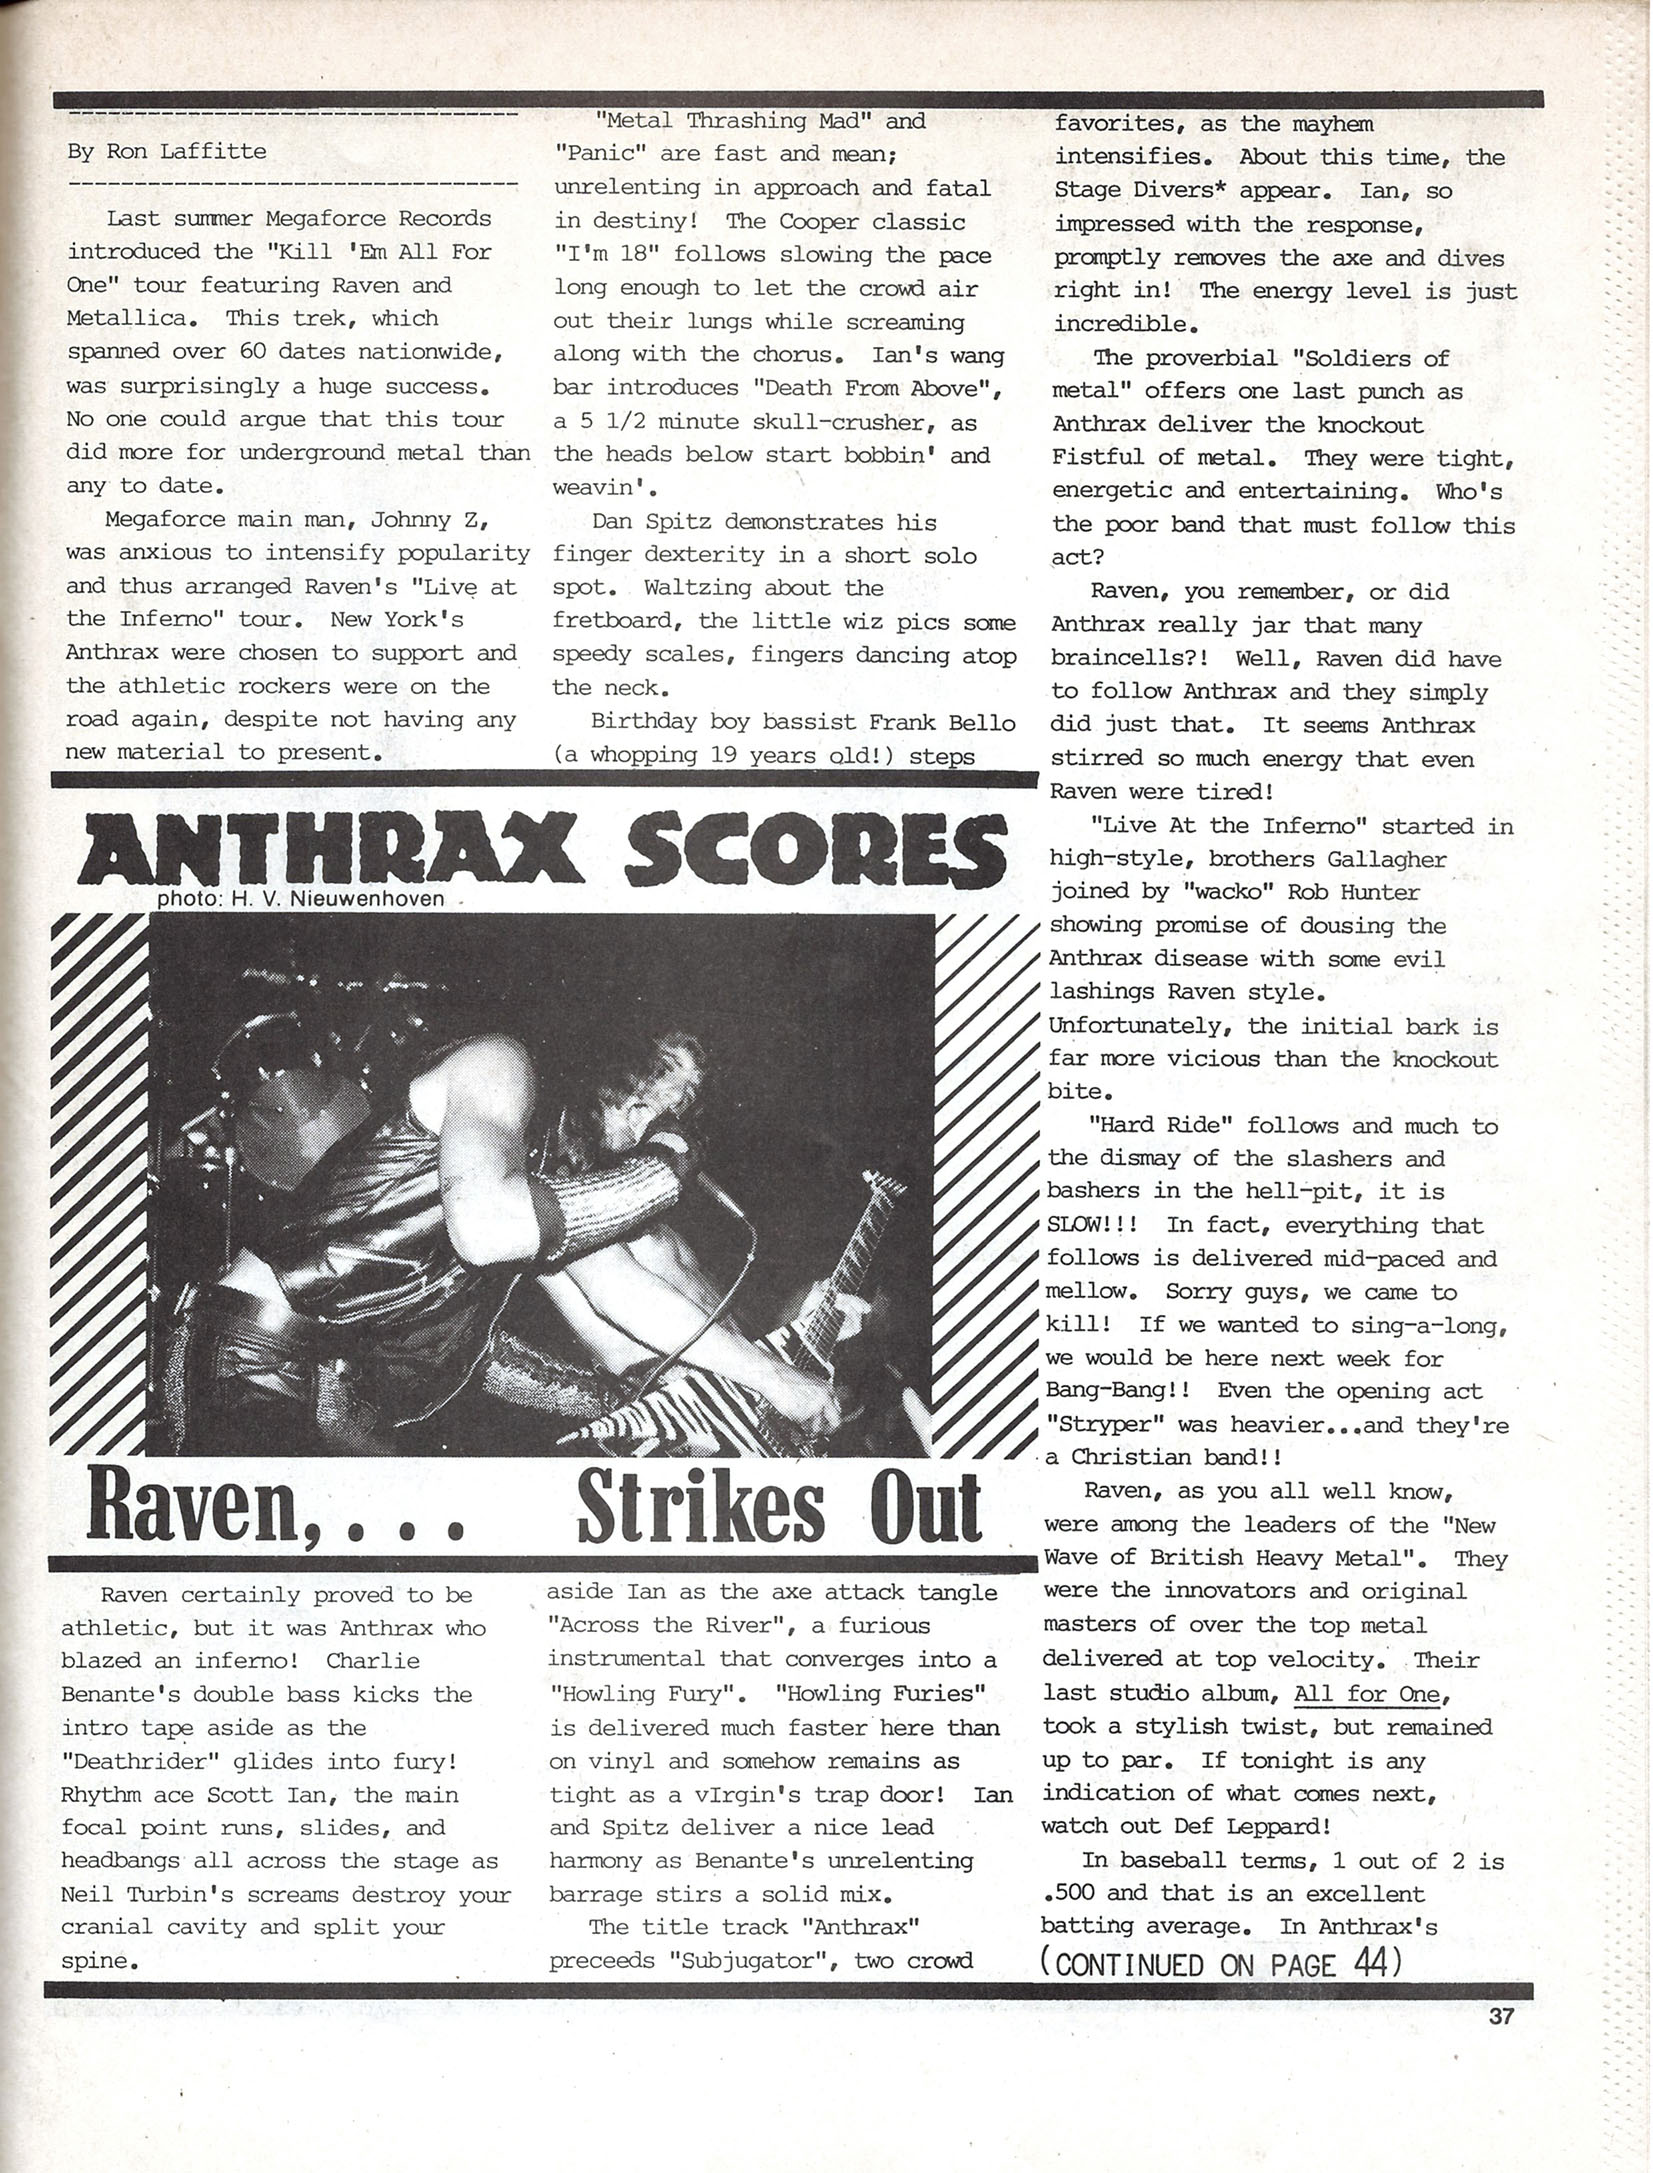 By Ron Laffitte
Last summer Megaforce Records
introduced the "Kill 'Em All For
One" tour featuring Raven and
Metallica. This trek, which
spanned over 60 dates nationwide,
was surprisingly a huge success.
No one could argue that this tour
did more for underground metal than
any to date.
Megaforce main man, Johnny Z,
was anxious to intensify popularity
and thus arranged Raven's "Live at
the Inferno" tour. New York's
Anthrax were chosen to support and
the athletic rockers were on the
road again, despite not having any
new material to present.
ANTHRAX SCORES
photo: H. V. Nieuwenhoven
Raven,... Strikes Out
Raven certainly proved to be
athletic, but it was Anthrax who
blazed an inferno! Charlie
Benante's double bass kicks the
intro tape aside as the
"Deathrider" glides into fury!
Rhythm ace Scott Ian, the main
focal point runs, slides, and
headbangs all across the stage as
Neil Turbin's screams destroy your
cranial cavity and split your
spine.
"Metal Thrashing Mad" and
"Panic" are fast and mean;
unrelenting in approach and fatal
in destiny! The Cooper classic
"I'm 18" follows slowing the pace
long enough to let the crowd air
out their lungs while screaming
along with the chorus. Ian's wang
bar introduces "Death From Above",
a 5 1/2 minute skull-crusher, as
the heads below start bobbin' and
weavin'.
Dan Spitz demonstrates his
finger dexterity in a short solo
spot. Waltzing about the
fretboard, the little wiz pics some
speedy scales, fingers dancing atop
the neck.
Birthday boy bassist Frank Bello
(a whopping 19 years old!) steps
aside Ian as the axe attack tangle
"Across the River", a furious
instrumental that converges into a
"Howling Fury". "Howling Furies"
is delivered much faster here than
on vinyl and somehow remains as
tight as a vIrgin's trap door! Ian
and Spitz deliver a nice lead
harmony as Benante's unrelenting
barrage stirs a solid mix.
The title track "Anthrax"
preceeds "Subjugator", two crowd
favorites, as the mayhem
intensifies. About this time, the
Stage Divers* appear. Ian, so
impressed with the response,
promptly removes the axe and dives
right in! The energy level is just
incredible.
The proverbial "Soldiers of
metal" offers one last punch as
Anthrax deliver the knockout
Fistful of metal. They were tight,
energetic and entertaining. Who's
the poor band that must follow this
act?
Raven, you remember, or did
Anthrax really jar that many
braincells?! Well, Raven did have
to follow Anthrax and they simply
did just that. It seems Anthrax
stirred so much energy that even
Raven were tired!
"Live At the Inferno" started in
high-style, brothers Gallagher
joined by "wacko" Rob Hunter
showing promise of dousing the
Anthrax disease with some evil
lashings Raven style.
Unfortunately, the initial bark is
far more vicious than the knockout
bite.
"Hard Ride" follows and much to
the dismay of the slashers and
bashers in the hell-pit, it is
SLOW!!! In fact, everything that
follows is delivered mid-paced and
mellow. Sorry guys, we came to
kill! If we wanted to sing-a-long,
we would be here next week for
Bang-Bang!! Even the opening act
"Stryper" was heavier...and they're
a Christian band!!
Raven, as you all well know,
were among the leaders of the "New
Wave of British Heavy Metal". They
were the innovators and original
masters of over the top metal
delivered at top velocity. Their
last studio album, All for One,
took a stylish twist, but remained
up to par. If tonight is any
indication of what comes next,
watch out Def Leppard!
In baseball terms, 1 out of 2 is
.500 and that is an excellent
batting average. In Anthrax's
(CONTINUED ON PAGE 44)
37